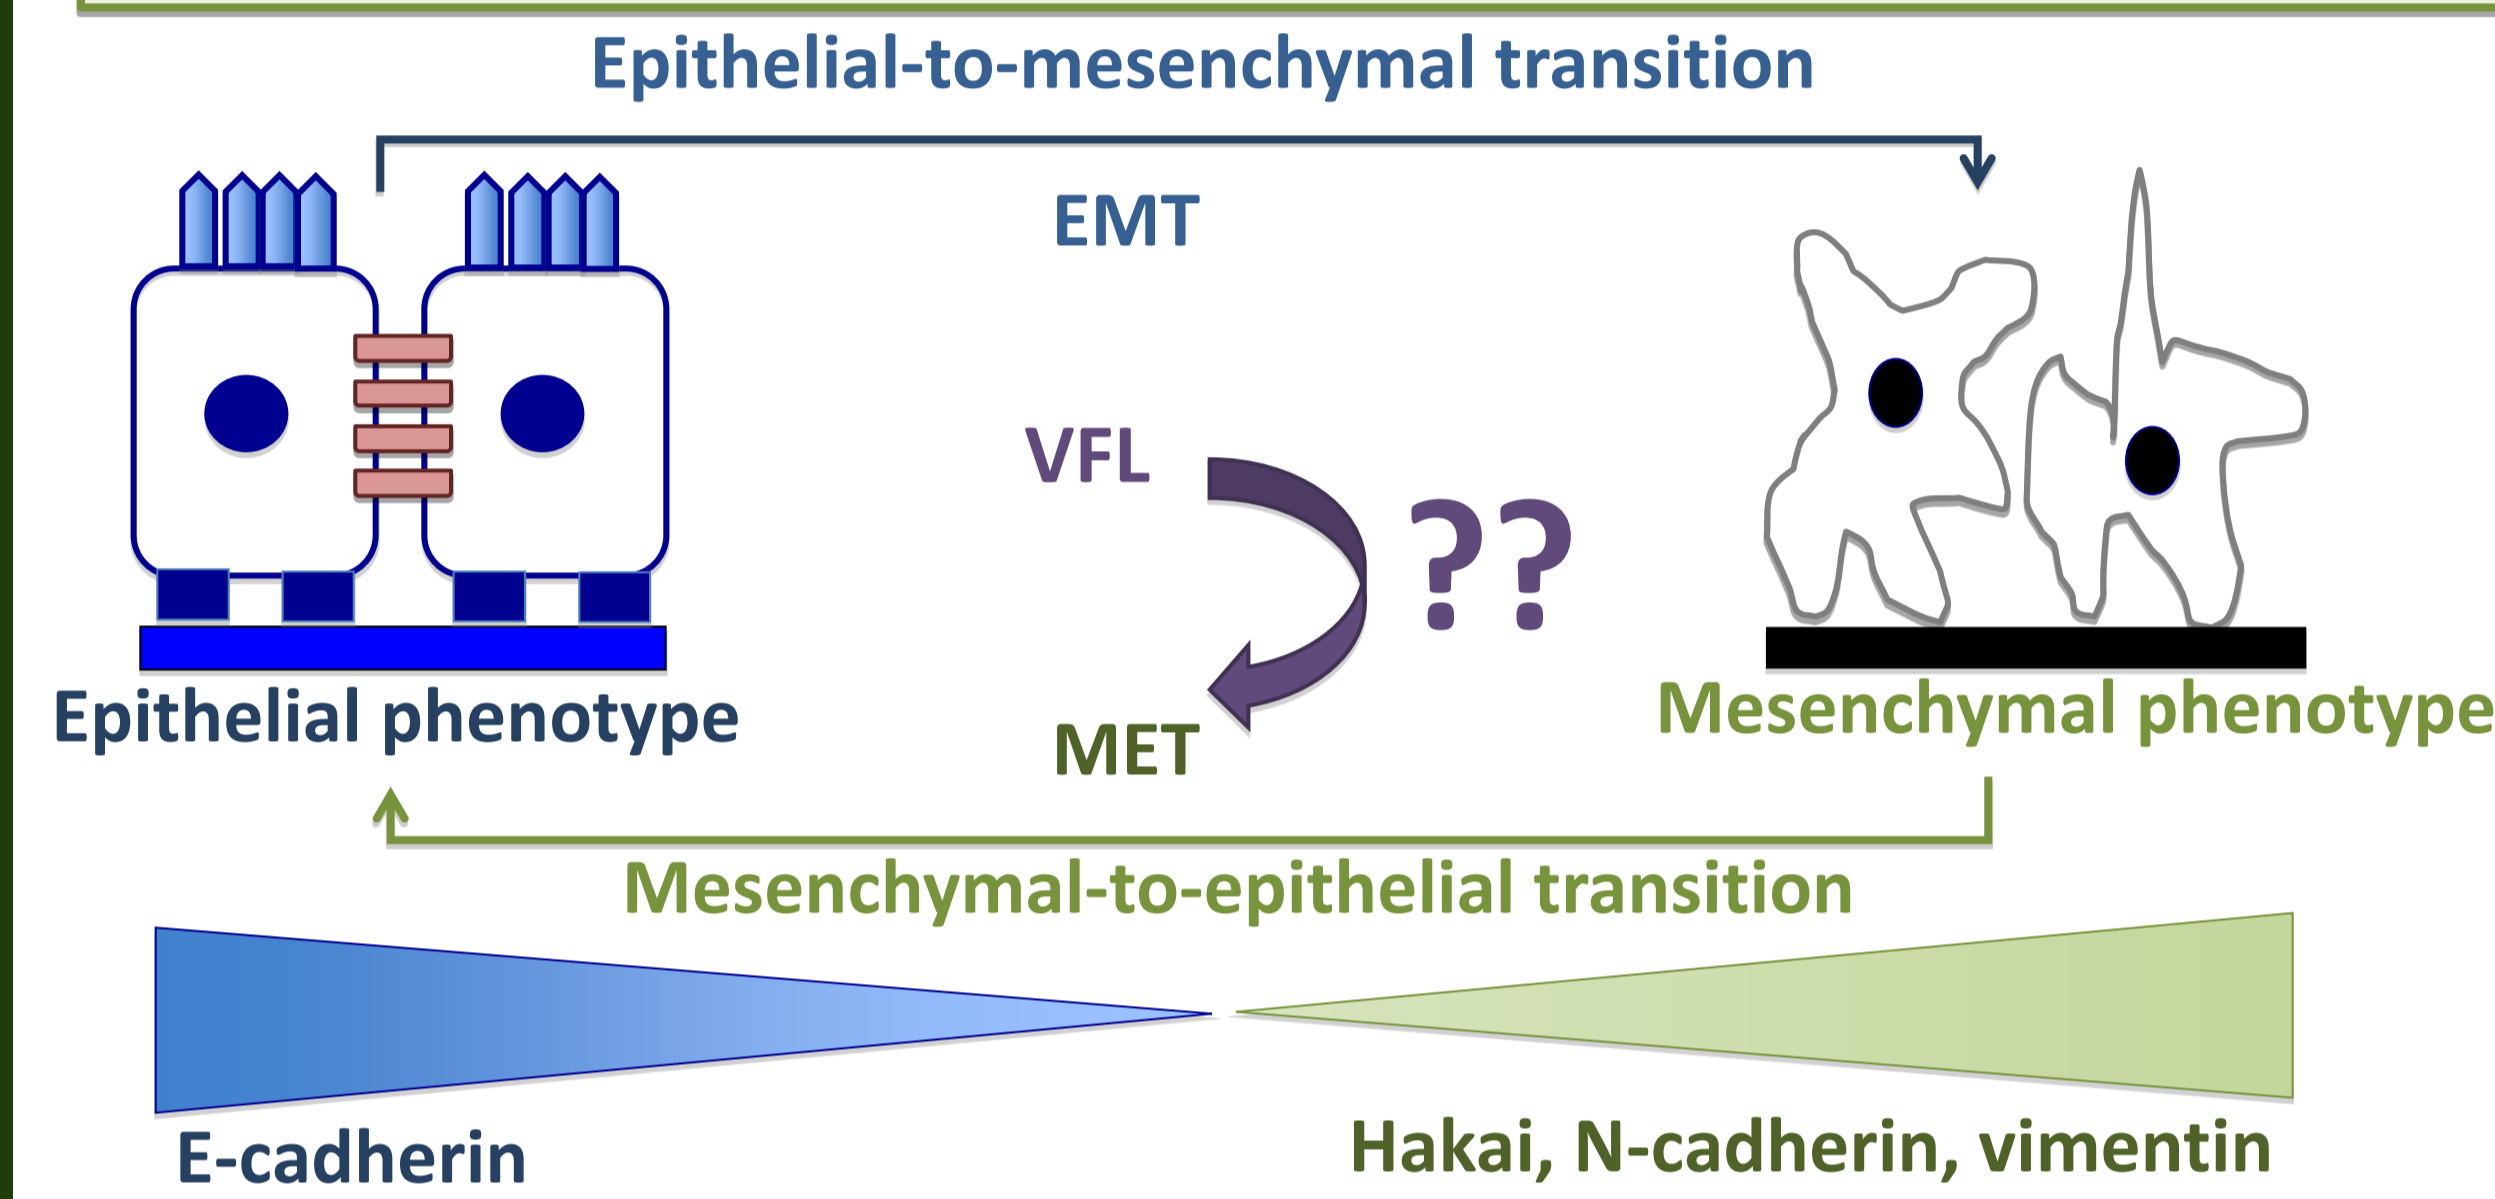 Epithelial-to-mesenchymal transition
EMT
VFL
??
MET
Epithelial phenotype
Mesenchymal phenotype
Mesenchymal-to-epithelial transition
E-cadherin
Hakai, N-cadherin, vimentin